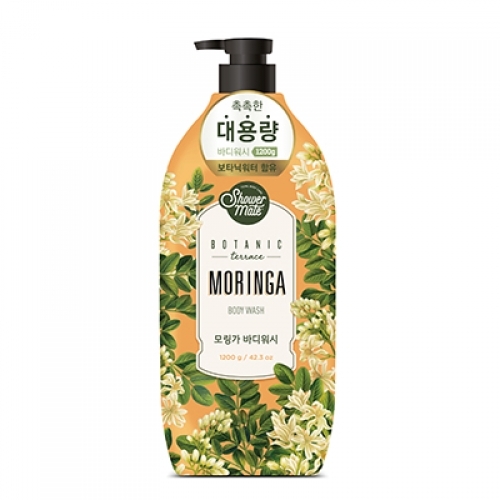 촉촉한
대용량
바디워시 1200g
보타닉워터 함유
Shower
Mate
BOTANIC
terrace
MORINGA
BODY WASH
모링가 바디워시
1200 g / 42.3 oz